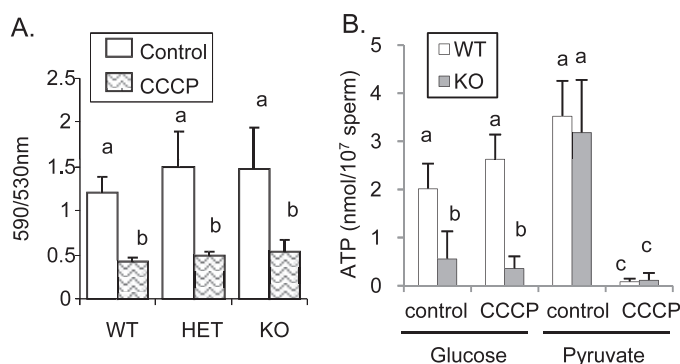 A.
Control
CCCP
590/530nm
2.5
2
1.5
1
0.5
0
a
b
a
b
a
b
WT
HET
KO
B.
WT
KO
ATP (nmol/10⁷ sperm)
5
4
3
2
1
0
a
b
a
b
a
a
c
c
control
CCCP
control
CCCP
Glucose
Pyruvate